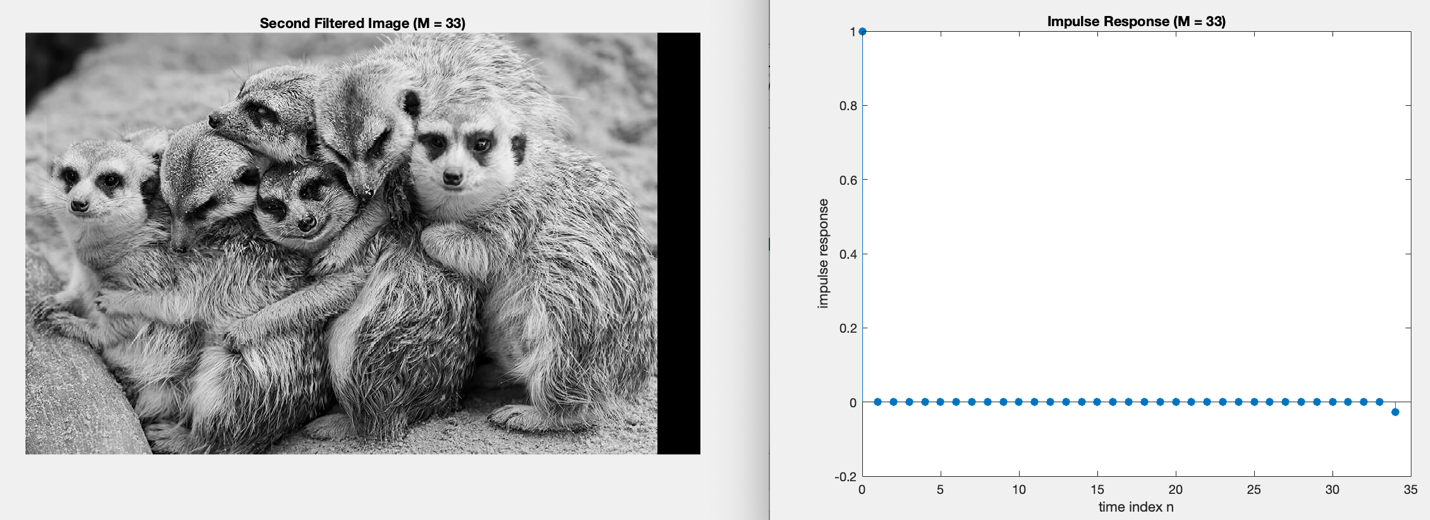 Second Filtered Image (M = 33)
Impulse Response (M = 33)
1
0.8
0.6
0.4
0.2
0
-0.2
impulse response
0 5 10 15 20 25 30 35
time index n